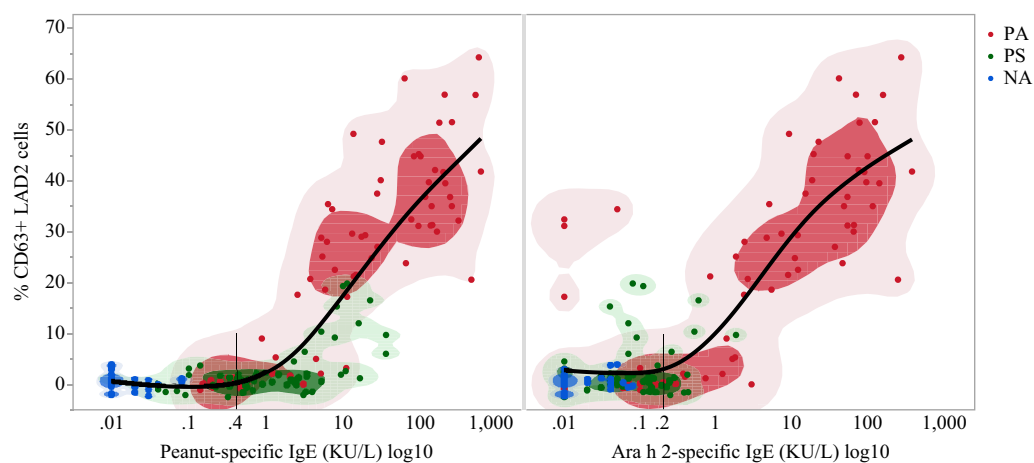 % CD63+ LAD2 cells
70
60
50
40
30
20
10
0
.01 .1 .4 1 10 100 1,000
Peanut-specific IgE (KU/L) log10
.01 .1 .2 1 10 100 1,000
Ara h 2-specific IgE (KU/L) log10
PA
PS
NA